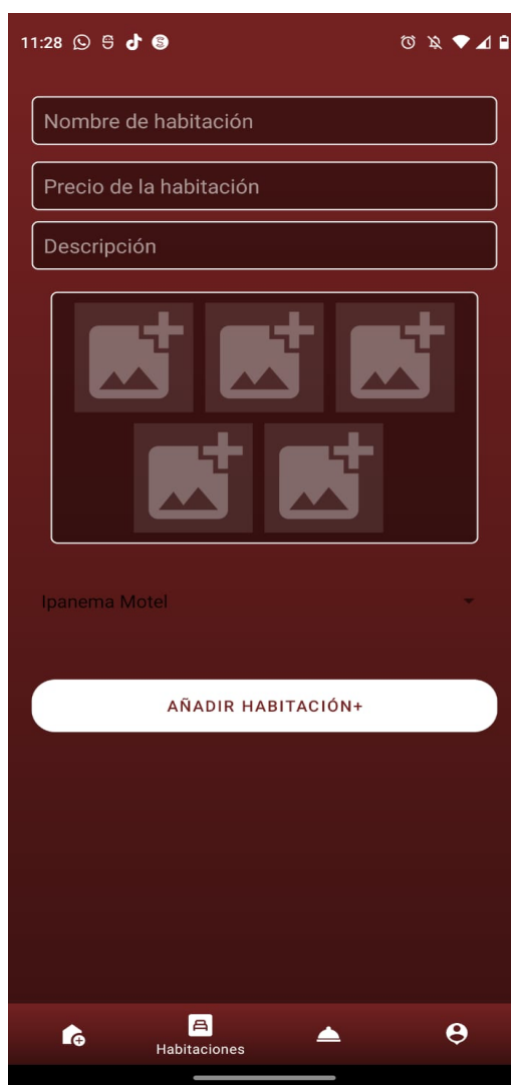 11:28
Nombre de habitación
Precio de la habitación
Descripción
Ipanema Motel
AÑADIR HABITACIÓN+
Habitaciones